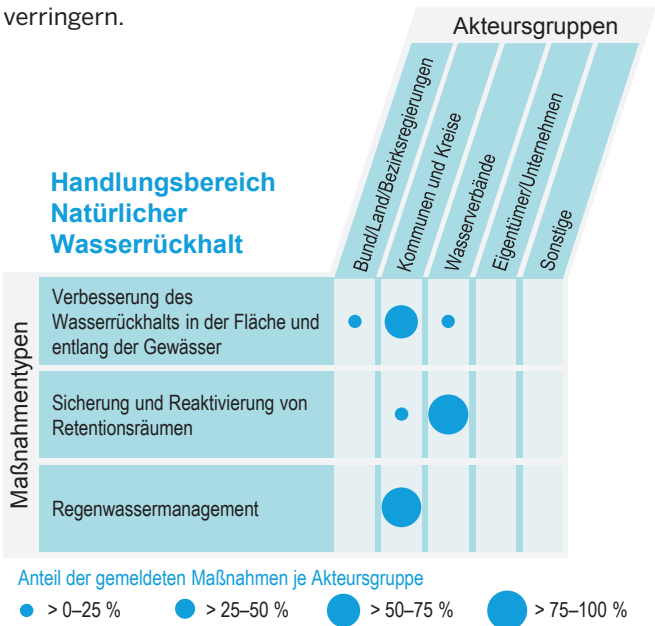 verringern.
Akteursgruppen
Bund/Land/Bezirksregierungen
Kommunen und Kreise
Wasserverbände
Eigentümer/Unternehmen
Sonstige
Handlungsbereich
Natürlicher
Wasserrückhalt
Maßnahmentypen
Verbesserung des
Wasserrückhalts in der Fläche und
entlang der Gewässer
Sicherung und Reaktivierung von
Retentionsräumen
Regenwassermanagement
Anteil der gemeldeten Maßnahmen je Akteursgruppe
> 0–25 % > 25–50 % > 50–75 % > 75–100 %